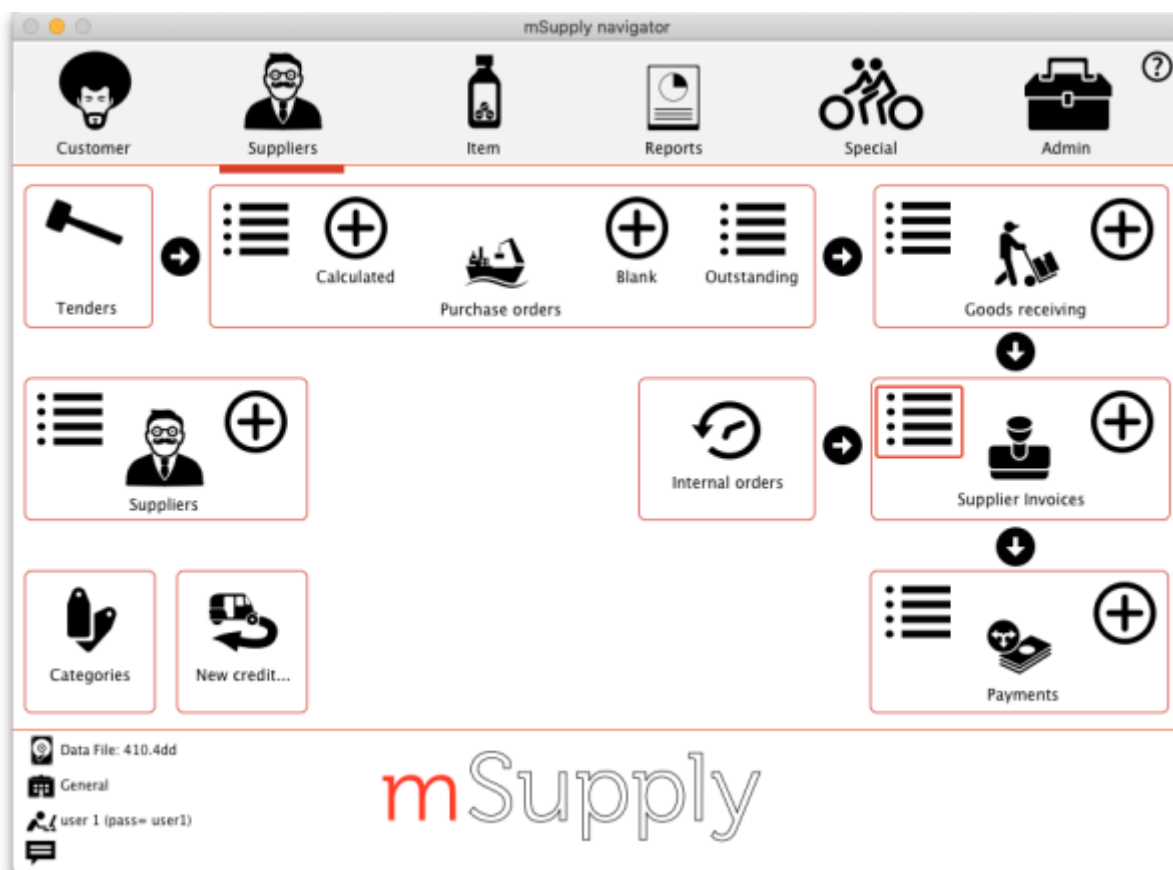 mSupply navigator
?
Customer Suppliers Item Reports Special Admin
Calculated Blank Outstanding
Tenders Purchase orders Goods receiving
Internal orders
Suppliers Supplier Invoices
Categories New credit...
Payments
Data File: 410.4dd
General
user 1 (pass= user1)
mSupply